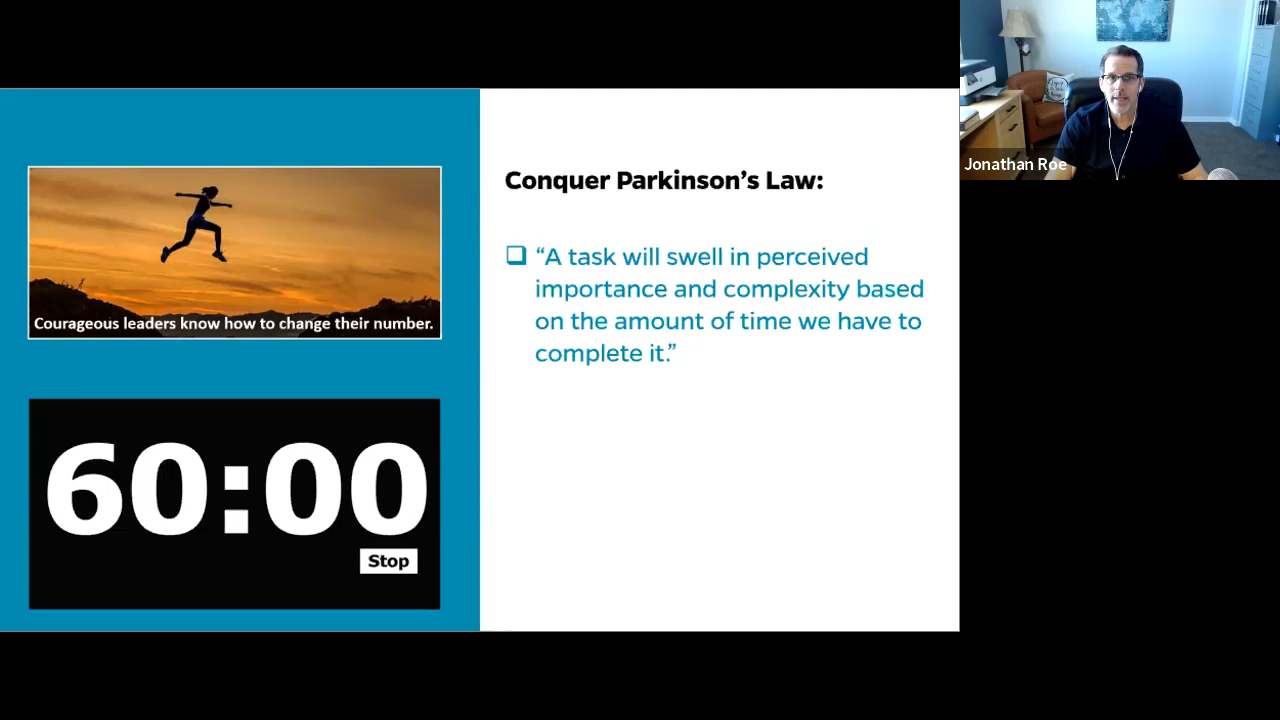 Courageous leaders know how to change their number.
60:00
Stop
Conquer Parkinson’s Law:
“A task will swell in perceived
importance and complexity based
on the amount of time we have to
complete it.”
Jonathan Roe